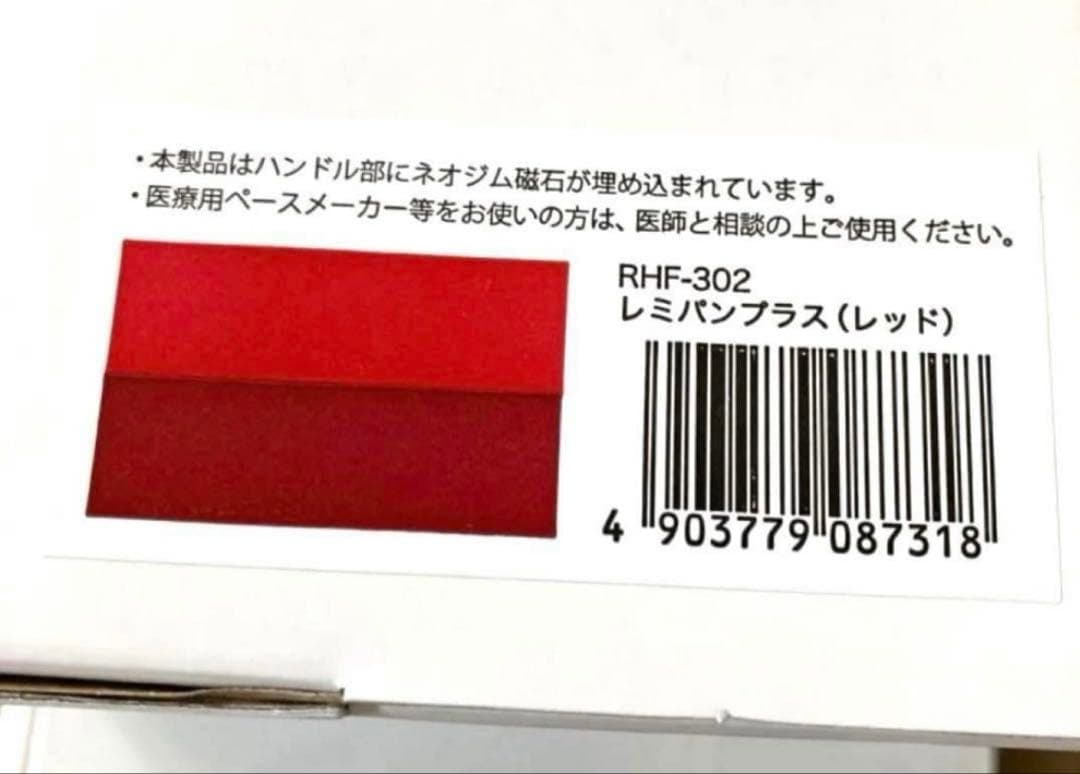 ・本製品はハンドル部にネオジム磁石が埋め込まれています。
・医療用ペースメーカー等をお使いの方は、医師と相談の上ご使用ください。
RHF-302
レミパンプラス(レッド)
4 903779 087318